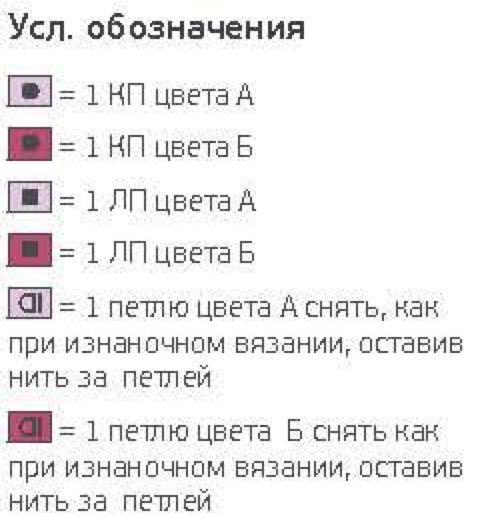 Усл. обозначения
= 1 КП цвета А
= 1 КП цвета Б
= 1 ЛП цвета А
= 1 ЛП цвета Б
= 1 петлю цвета А снять, как
при изнаночном вязании, оставив
нить за петлей
= 1 петлю цвета Б снять как
при изнаночном вязании, оставив
нить за петлей